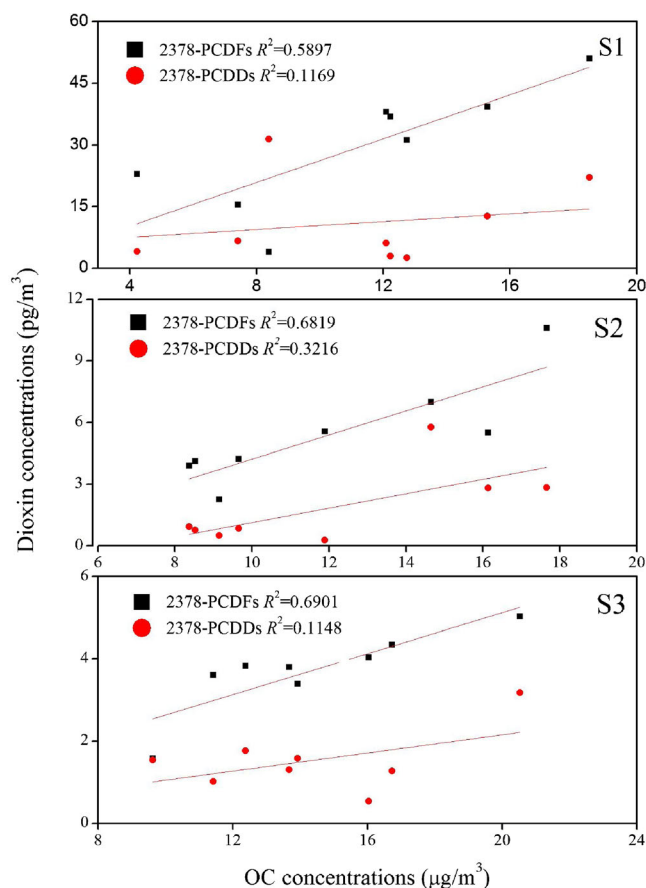 60
45
30
15
0
2378-PCDFs R²=0.5897
2378-PCDDs R²=0.1169
S1
4 8 12 16 20
12
9
6
3
0
2378-PCDFs R²=0.6819
2378-PCDDs R²=0.3216
S2
6 8 10 12 14 16 18 20
6
4
2
0
2378-PCDFs R²=0.6901
2378-PCDDs R²=0.1148
S3
8 12 16 20 24
Dioxin concentrations (pg/m³)
OC concentrations (μg/m³)